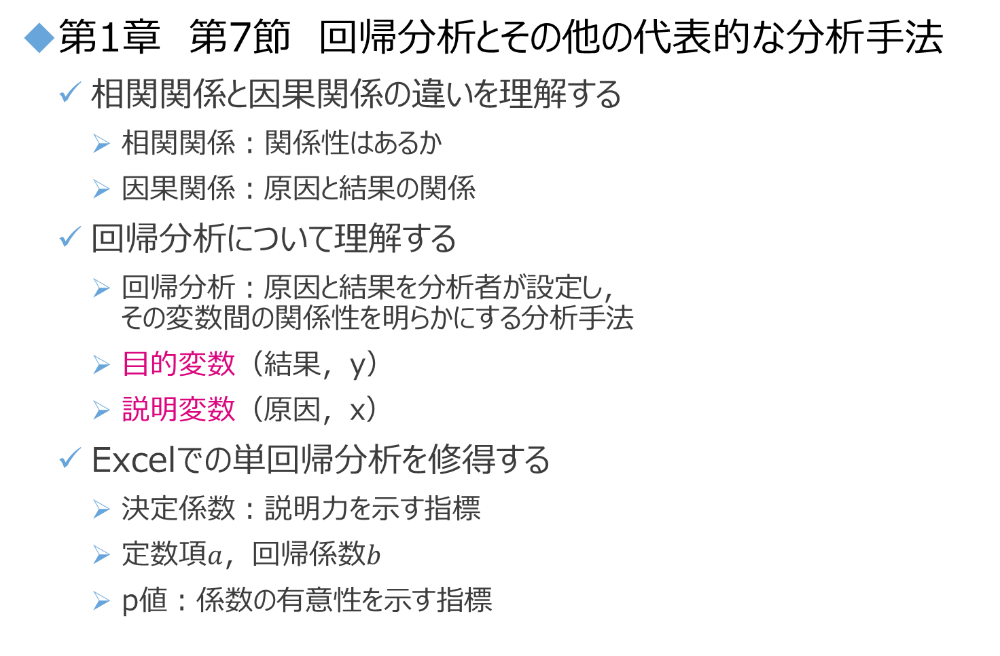 ◆第1章　第7節　回帰分析とその他の代表的な分析手法
✓ 相関関係と因果関係の違いを理解する
➢ 相関関係：関係性はあるか
➢ 因果関係：原因と結果の関係
✓ 回帰分析について理解する
➢ 回帰分析：原因と結果を分析者が設定し，
その変数間の関係性を明らかにする分析手法
➢ 目的変数（結果，y）
➢ 説明変数（原因，x）
✓ Excelでの単回帰分析を修得する
➢ 決定係数：説明力を示す指標
➢ 定数項a，回帰係数b
➢ p値：係数の有意性を示す指標